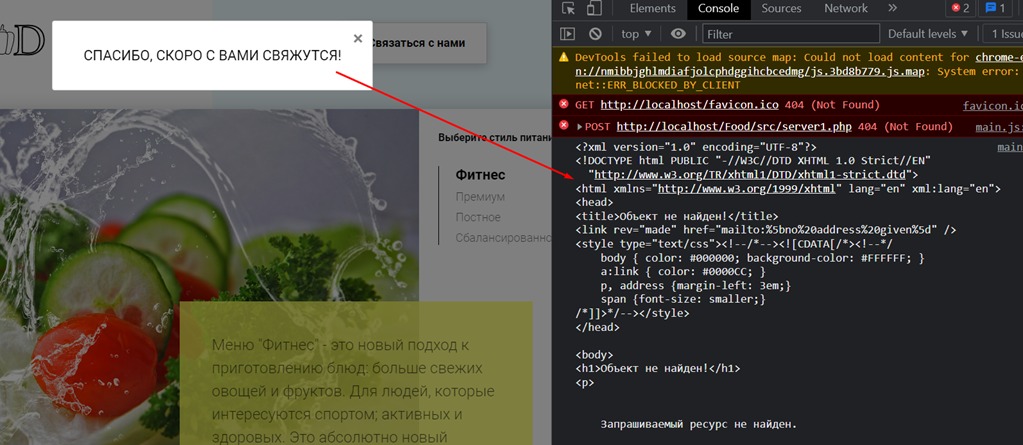 D
СПАСИБО, СКОРО С ВАМИ СВЯЖУТСЯ!
×
Связаться с нами
Выберите стиль питани
Фитнес
Премиум
Постное
Сбалансированно
Меню "Фитнес" - это новый подход к
приготовлению блюд: больше свежих
овощей и фруктов. Для людей, которые
интересуются спортом; активных и
здоровых. Это абсолютно новый
Elements Console Sources Network » 2 1
top ▼ Filter Default levels ▼ 1 Issue
DevTools failed to load source map: Could not load content for chrome-e
n://nmibbjghlmdiafjolcphdggihcbcedmg/js.3bd8b779.js.map: System error:
net::ERR_BLOCKED_BY_CLIENT
GET http://localhost/favicon.ico 404 (Not Found) favicon.ic
▶POST http://localhost/Food/src/server1.php 404 (Not Found) main.js:
<?xml version="1.0" encoding="UTF-8"?> main
<!DOCTYPE html PUBLIC "-//W3C//DTD XHTML 1.0 Strict//EN"
"http://www.w3.org/TR/xhtml1/DTD/xhtml1-strict.dtd">
<html xmlns="http://www.w3.org/1999/xhtml" lang="en" xml:lang="en">
<head>
<title>Объект не найден!</title>
<link rev="made" href="mailto:%5bno%20address%20given%5d" />
<style type="text/css"><!--/*--><![CDATA[/*><!--*/
body { color: #000000; background-color: #FFFFFF; }
a:link { color: #0000CC; }
p, address {margin-left: 3em;}
span {font-size: smaller;}
/*]]>*/--></style>
</head>
<body>
<h1>Объект не найден!</h1>
<p>
Запрашиваемый ресурс не найден.